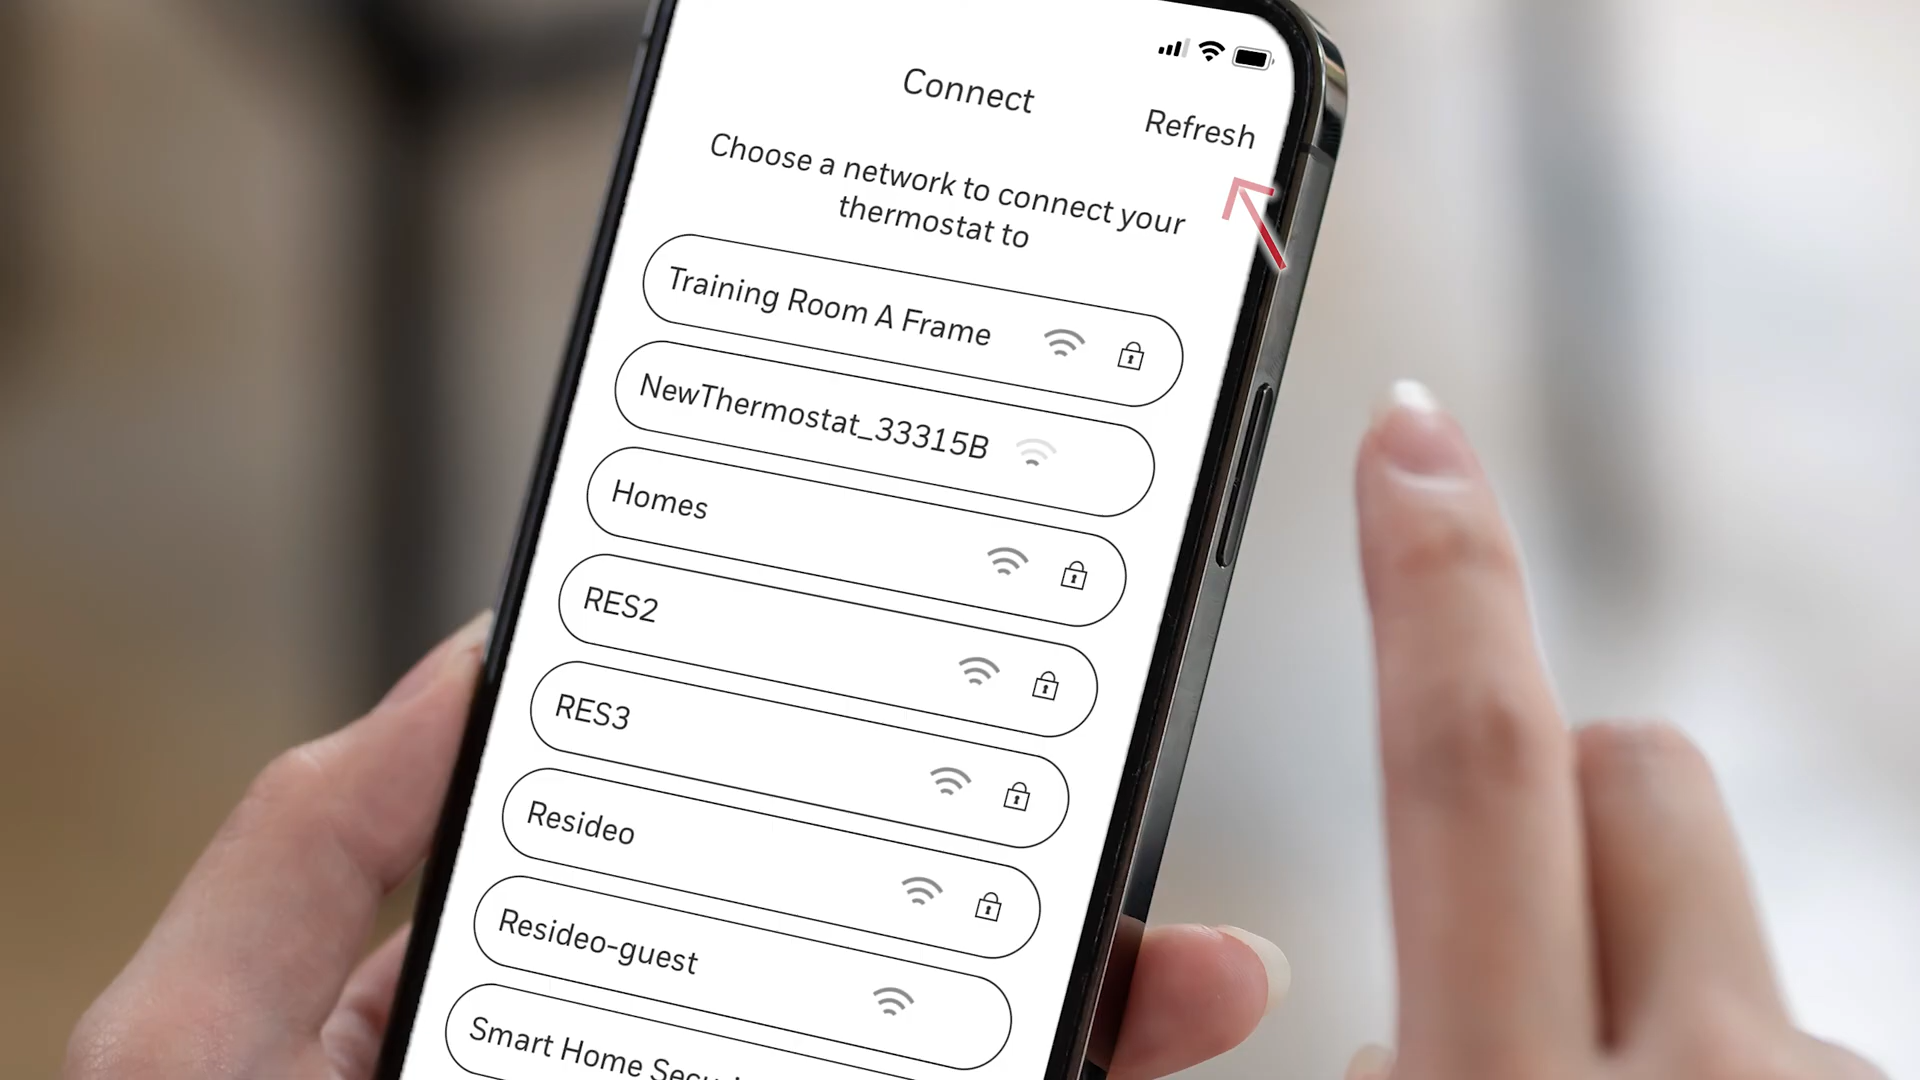 Connect
Refresh
Choose a network to connect your
thermostat to
Training Room A Frame
NewThermostat_33315B
Homes
RES2
RES3
Resideo
Resideo-guest
Smart Home